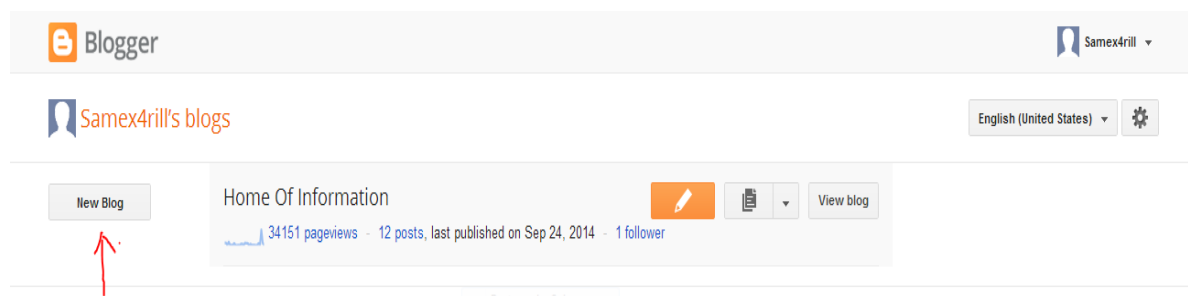 Blogger
Samex4rill
Samex4rill's blogs
English (United States)
New Blog
Home Of Information
View blog
34151 pageviews - 12 posts, last published on Sep 24, 2014 - 1 follower